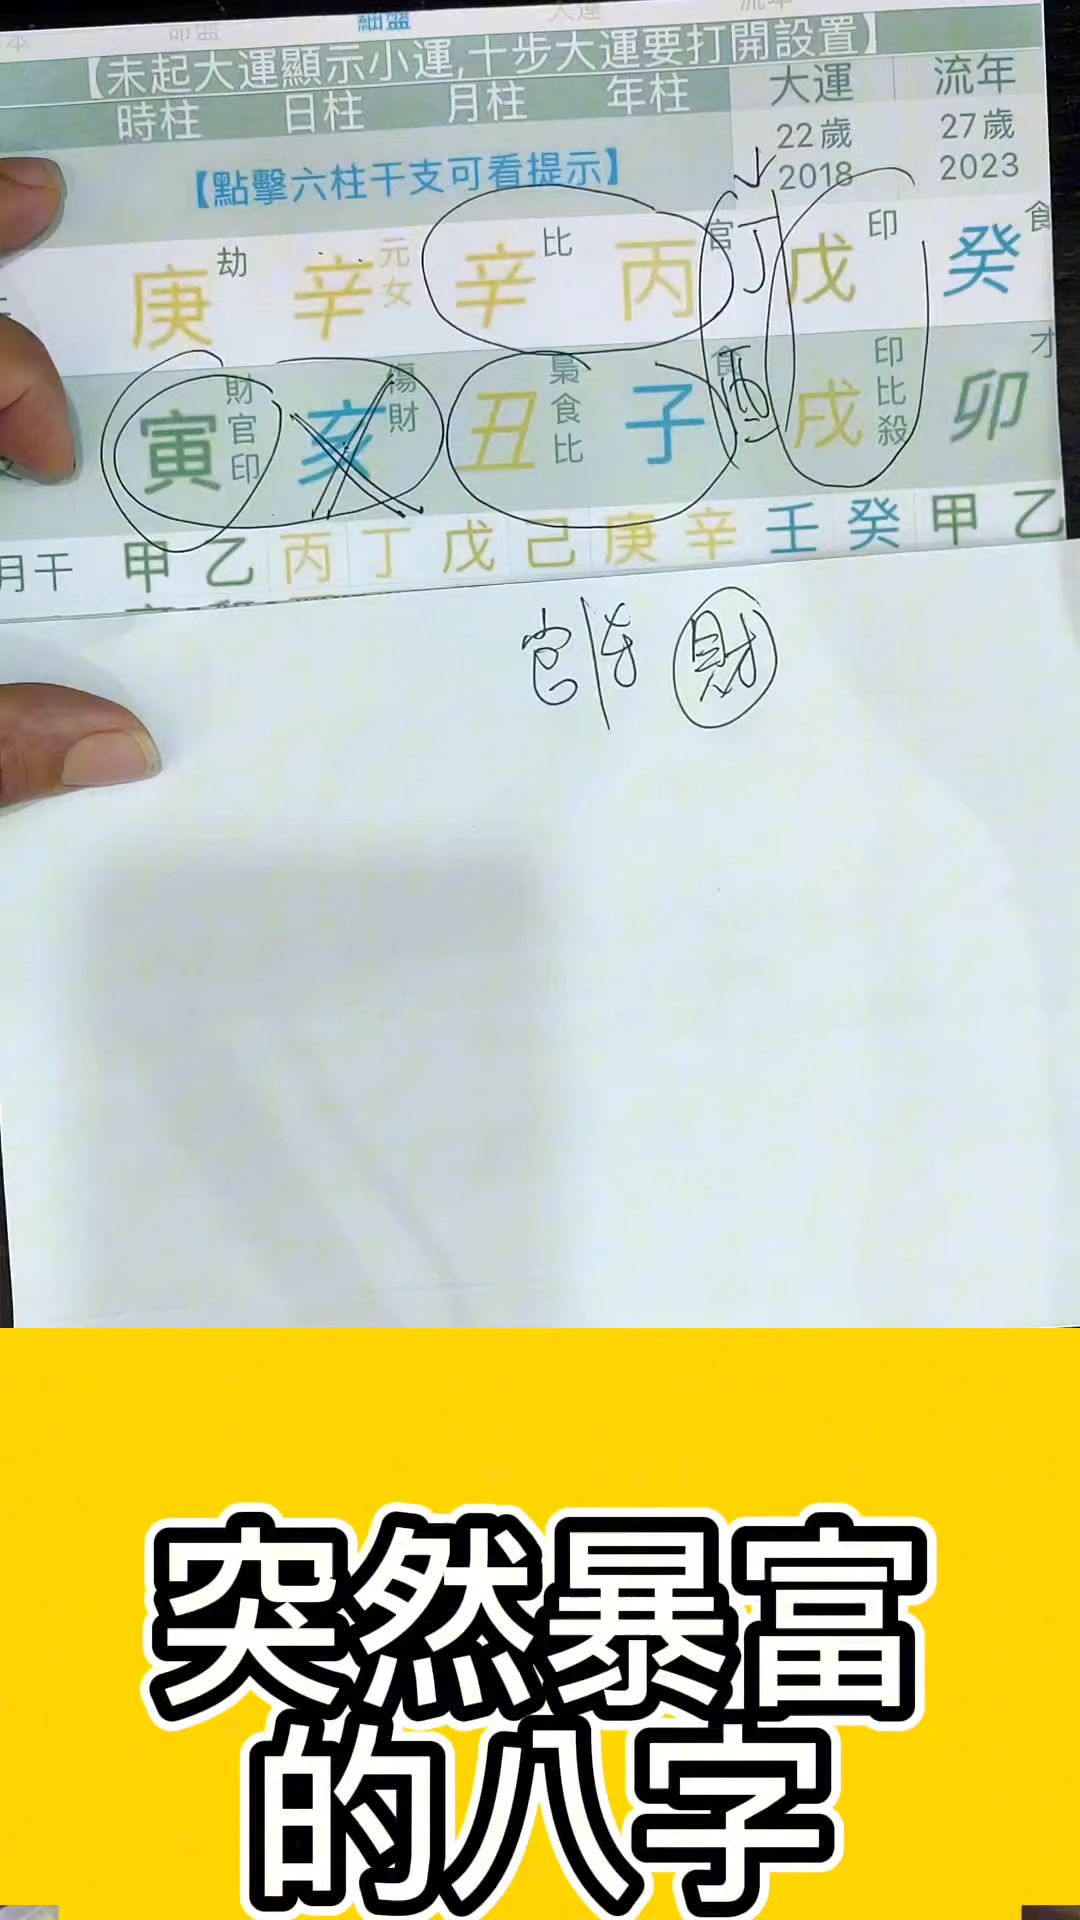 細盤
【未起大運顯示小運,十步大運要打開設置】
時柱 日柱 月柱 年柱 大運 流年
22歲 27歲
2018 2023
【點擊六柱干支可看提示】
庚 劫 辛 元女 辛 比 丙 官 丁 戊 印 癸 食
寅 財官印 亥 傷財 丑 梟食比 子 食 酉 戌 印比殺 卯 才
月干 甲 乙 丙 丁 戊 己 庚 辛 壬 癸 甲 乙
官 財
突然暴富
的八字